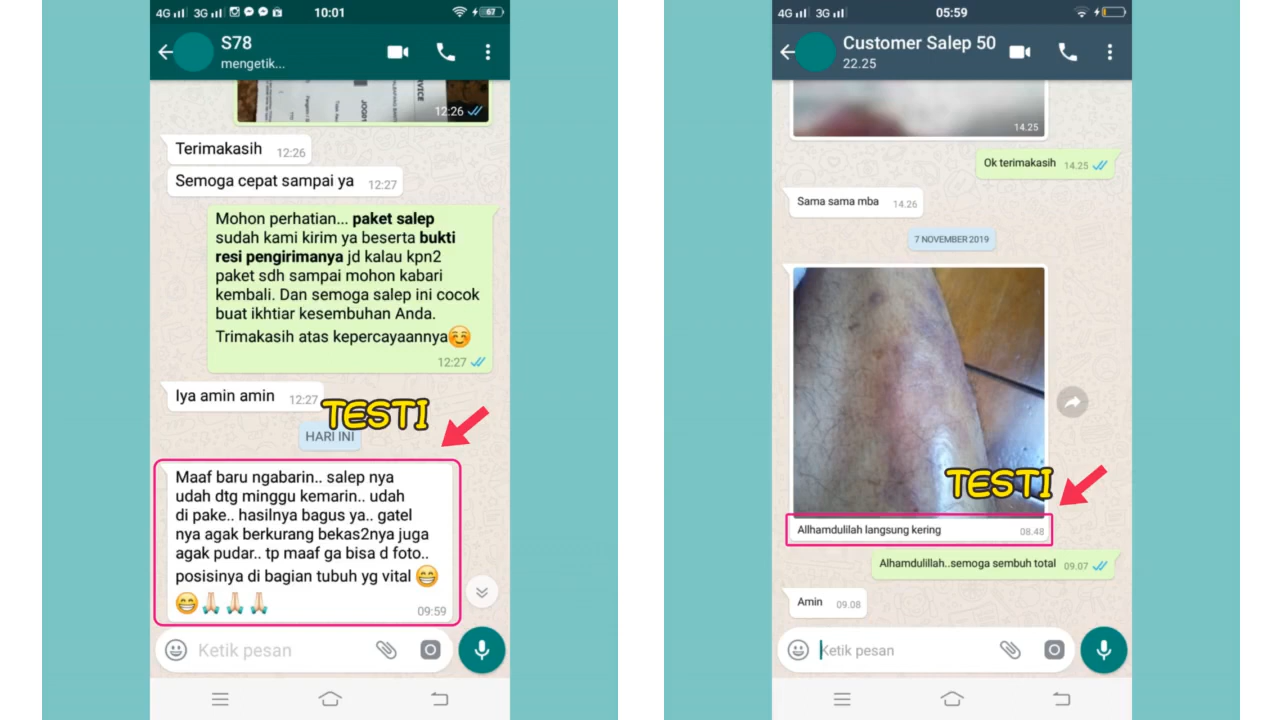 4G 3G 10:01 67
S78
mengetik...
12:26
Terimakasih 12:26
Semoga cepat sampai ya 12:27
Mohon perhatian... paket salep
sudah kami kirim ya beserta bukti
resi pengirimanya jd kalau kpn2
paket sdh sampai mohon kabari
kembali. Dan semoga salep ini cocok
buat ikhtiar kesembuhan Anda.
Trimakasih atas kepercayaannya😊
12:27
Iya amin amin 12:27
TESTI
HARI INI
Maaf baru ngabarin.. salep nya
udah dtg minggu kemarin.. udah
di pake.. hasilnya bagus ya.. gatel
nya agak berkurang bekas2nya juga
agak pudar.. tp maaf ga bisa d foto..
posisinya di bagian tubuh yg vital 😁
😁🙏🏻🙏🏻🙏🏻
09:59
Ketik pesan
4G 3G 05:59
Customer Salep 50
22.25
14.25
Ok terimakasih 14.25
Sama sama mba 14.26
7 NOVEMBER 2019
TESTI
Allhamdulilah langsung kering 08.48
Alhamdulillah..semoga sembuh total 09.07
Amin 09.08
Ketik pesan